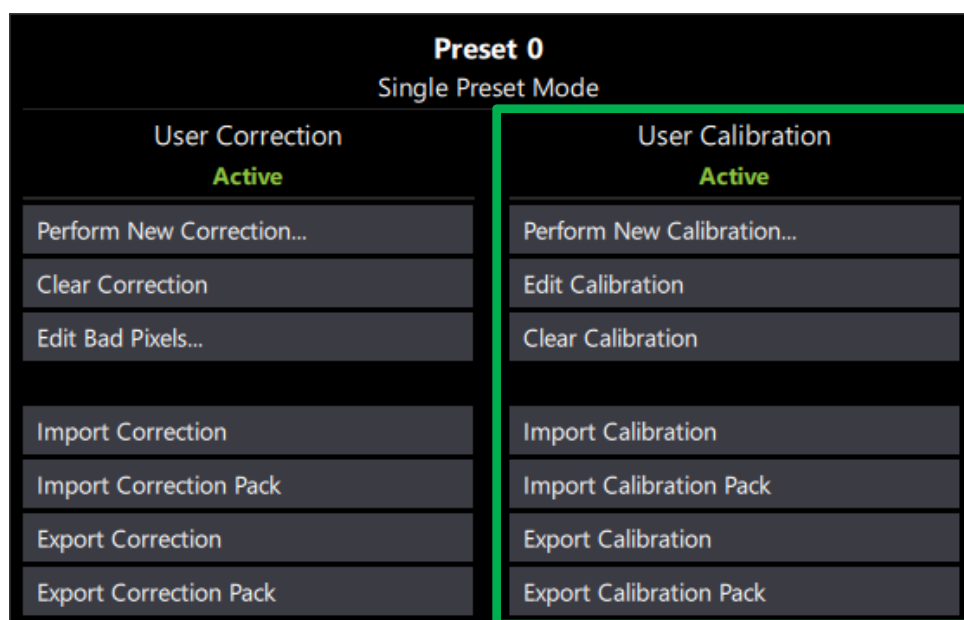 Preset 0
Single Preset Mode
User Correction
Active
Perform New Correction...
Clear Correction
Edit Bad Pixels...
Import Correction
Import Correction Pack
Export Correction
Export Correction Pack
User Calibration
Active
Perform New Calibration...
Edit Calibration
Clear Calibration
Import Calibration
Import Calibration Pack
Export Calibration
Export Calibration Pack